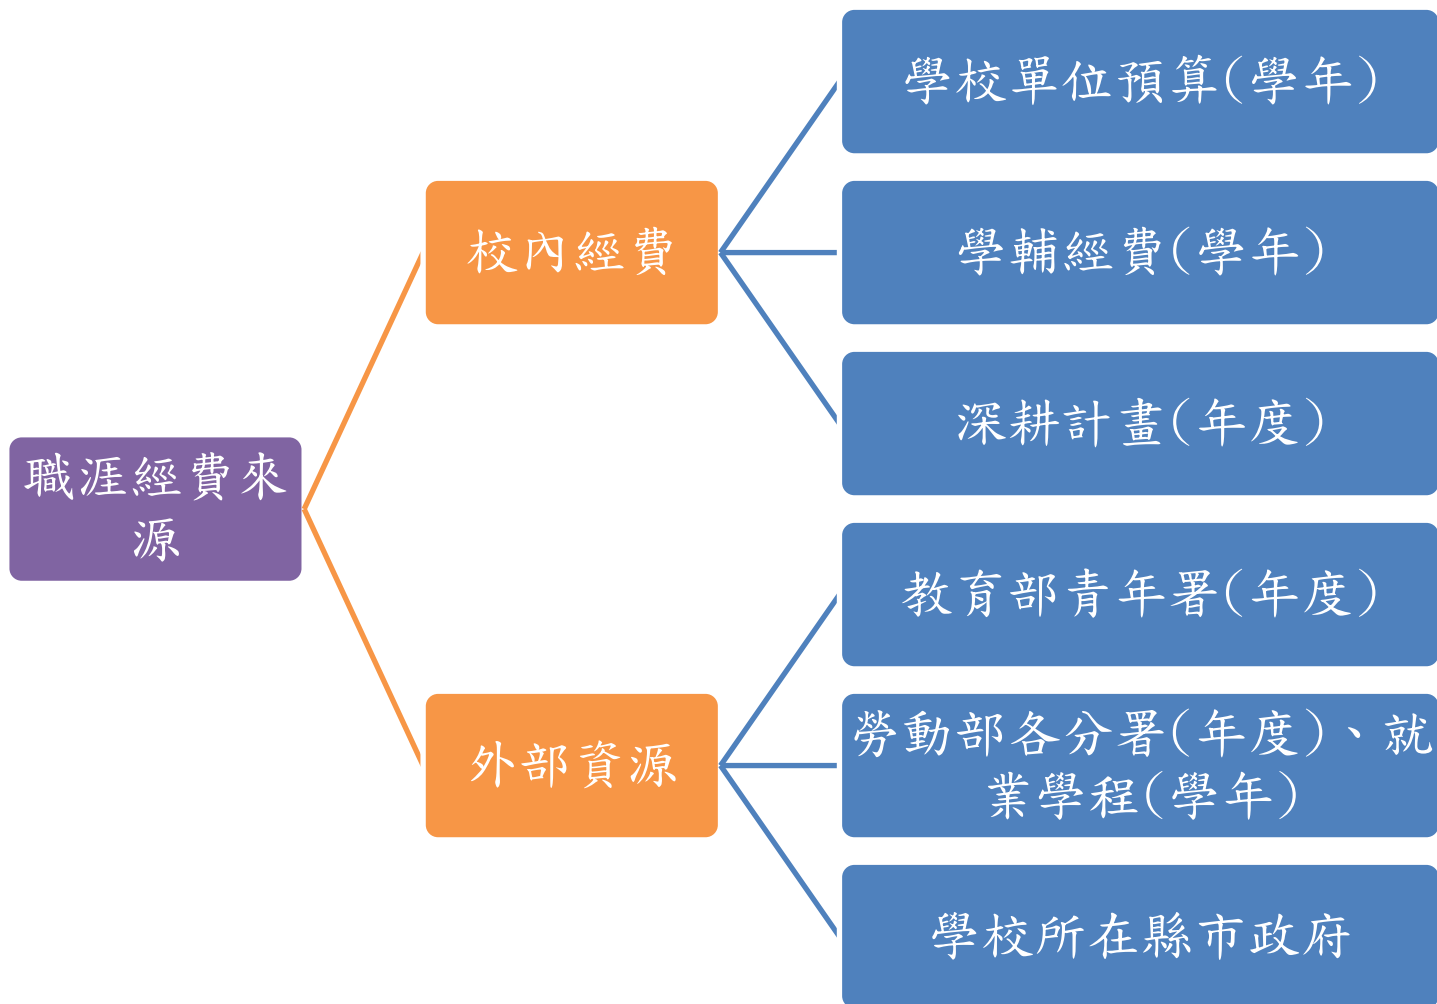 職涯經費來
源
校內經費
學校單位預算(學年)
學輔經費(學年)
深耕計畫(年度)
外部資源
教育部青年署(年度)
勞動部各分署(年度)、就
業學程(學年)
學校所在縣市政府